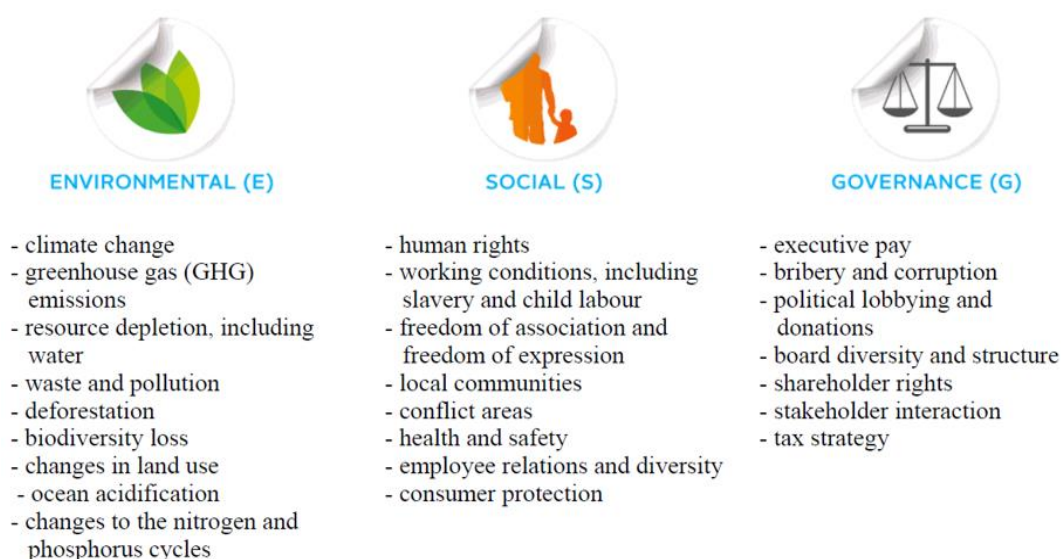 ENVIRONMENTAL (E)
- climate change
- greenhouse gas (GHG)
emissions
- resource depletion, including
water
- waste and pollution
- deforestation
- biodiversity loss
- changes in land use
- ocean acidification
- changes to the nitrogen and
phosphorus cycles
SOCIAL (S)
- human rights
- working conditions, including
slavery and child labour
- freedom of association and
freedom of expression
- local communities
- conflict areas
- health and safety
- employee relations and diversity
- consumer protection
GOVERNANCE (G)
- executive pay
- bribery and corruption
- political lobbying and
donations
- board diversity and structure
- shareholder rights
- stakeholder interaction
- tax strategy